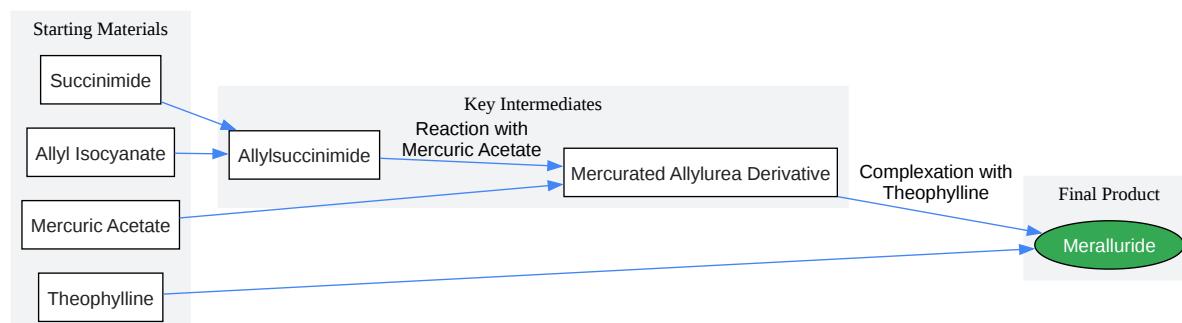 Starting Materials
Succinimide
Allyl Isocyanate
Mercuric Acetate
Theophylline
Key Intermediates
Allylsuccinimide
Reaction with
Mercuric Acetate
Mercurated Allylurea Derivative
Complexation with
Theophylline
Final Product
Meralluride